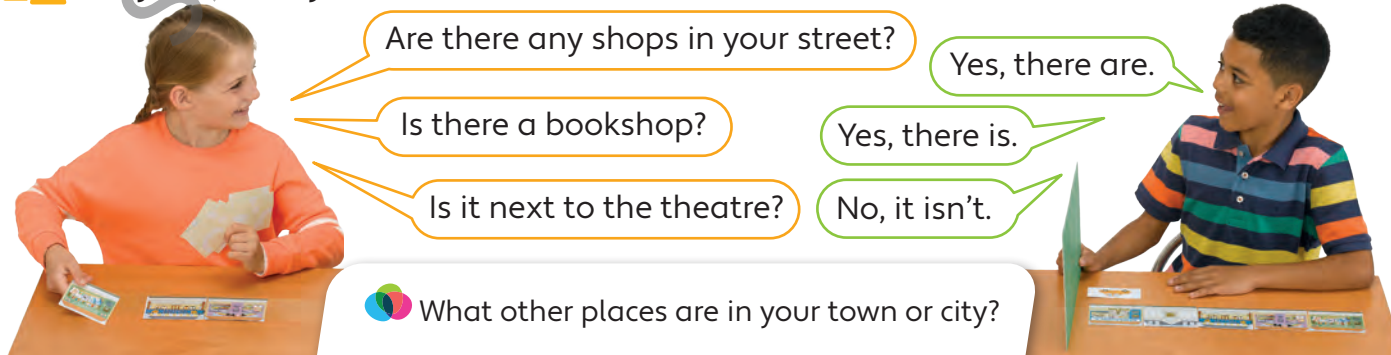 Are there any shops in your street?
Yes, there are.
Is there a bookshop?
Yes, there is.
Is it next to the theatre?
No, it isn't.
What other places are in your town or city?